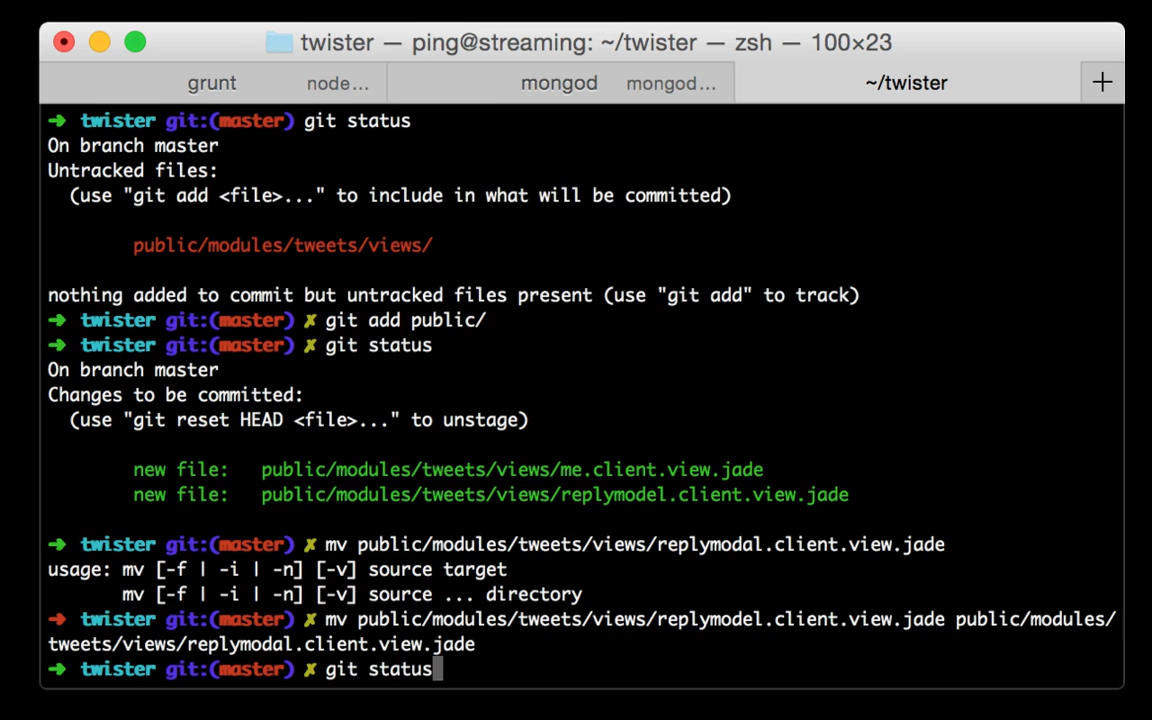 twister — ping@streaming: ~/twister — zsh — 100×23
grunt node... mongod mongod... ~/twister +
➜ twister git:(master) git status
On branch master
Untracked files:
(use "git add <file>..." to include in what will be committed)
public/modules/tweets/views/
nothing added to commit but untracked files present (use "git add" to track)
➜ twister git:(master) ✗ git add public/
➜ twister git:(master) ✗ git status
On branch master
Changes to be committed:
(use "git reset HEAD <file>..." to unstage)
new file: public/modules/tweets/views/me.client.view.jade
new file: public/modules/tweets/views/replymodel.client.view.jade
➜ twister git:(master) ✗ mv public/modules/tweets/views/replymodal.client.view.jade
usage: mv [-f | -i | -n] [-v] source target
mv [-f | -i | -n] [-v] source ... directory
➜ twister git:(master) ✗ mv public/modules/tweets/views/replymodel.client.view.jade public/modules/
tweets/views/replymodal.client.view.jade
➜ twister git:(master) ✗ git status